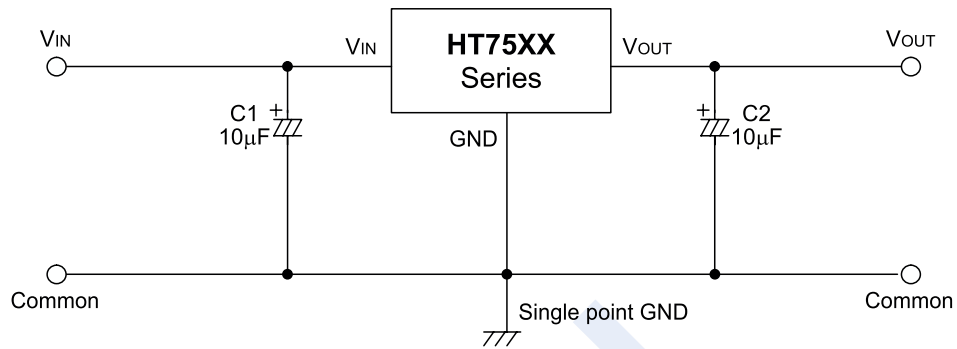 VIN
VIN
HT75XX
Series
VOUT
VOUT
C1
+
10μF
GND
+
C2
10μF
Common
Single point GND
Common